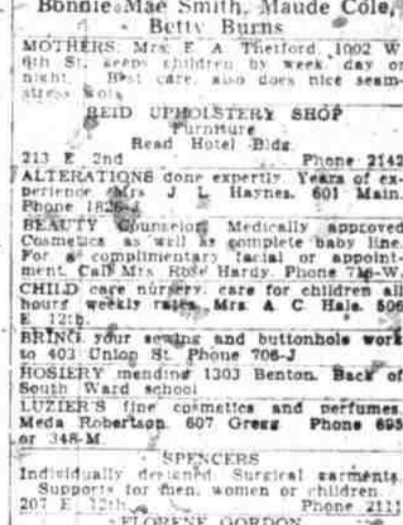 Bonnie Mae Smith, Maude Cole,
Betty Burns
MOTHERS: Mrs. E. A. Thetford, 1002 W
4th St. keeps children by week, day or
night. Best care, also does nice seam-
stress work
REID UPHOLSTERY SHOP
Furniture
Read Hotel Bldg.
213 E 2nd Phone 2142
ALTERATIONS done expertly. Years of ex-
perience Mrs J L Haynes, 601 Main.
Phone 1826-J
BEAUTY Counselor Medically approved
Cosmetics as well as complete baby line.
For a complimentary facial or appoint-
ment. Call Mrs Rose Hardy. Phone 716-W.
CHILD care nursery, care for children all
hours weekly rates. Mrs. A. C. Hale. 506
E 12th.
BRING your sewing and buttonhole work
to 403 Union St. Phone 706-J
HOSIERY mending 1303 Benton. Back of
South Ward school
LUZIER'S fine cosmetics and perfumes.
Meda Robertson. 607 Gregg Phone 695
or 348-M
SPENCERS
Individually designed Surgical garments.
Supports for men, women or children
207 E 12th Phone 2111
FLORENE GORDON